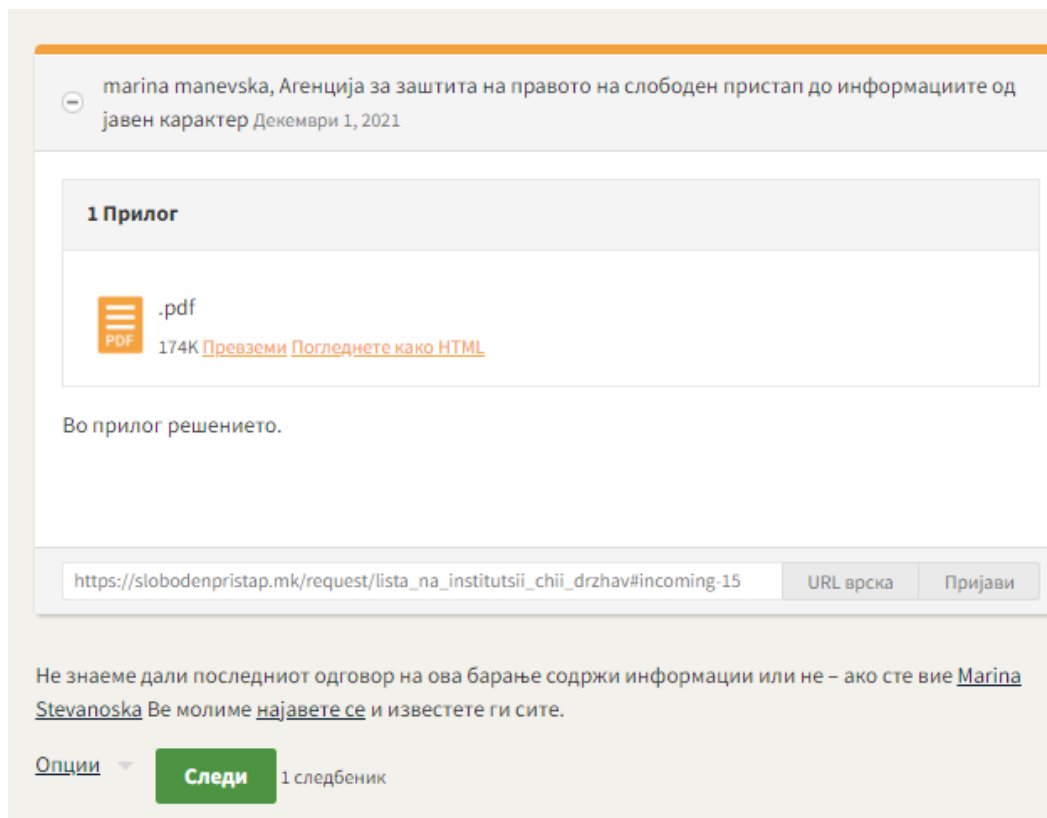 marina manevska, Агенција за заштита на правото на слободен пристап до информациите од
јавен карактер Декември 1, 2021
1 Прилог
.pdf
PDF
174K Превземи Погледнете како HTML
Во прилог решението.
https://slobodenpristap.mk/request/lista_na_institutsii_chii_drzhav#incoming-15 URL врска Пријави
Не знаеме дали последниот одговор на ова барање содржи информации или не – ако сте вие Marina
Stevanoska Ве молиме најавете се и известете ги сите.
Опции Следи 1 следбеник